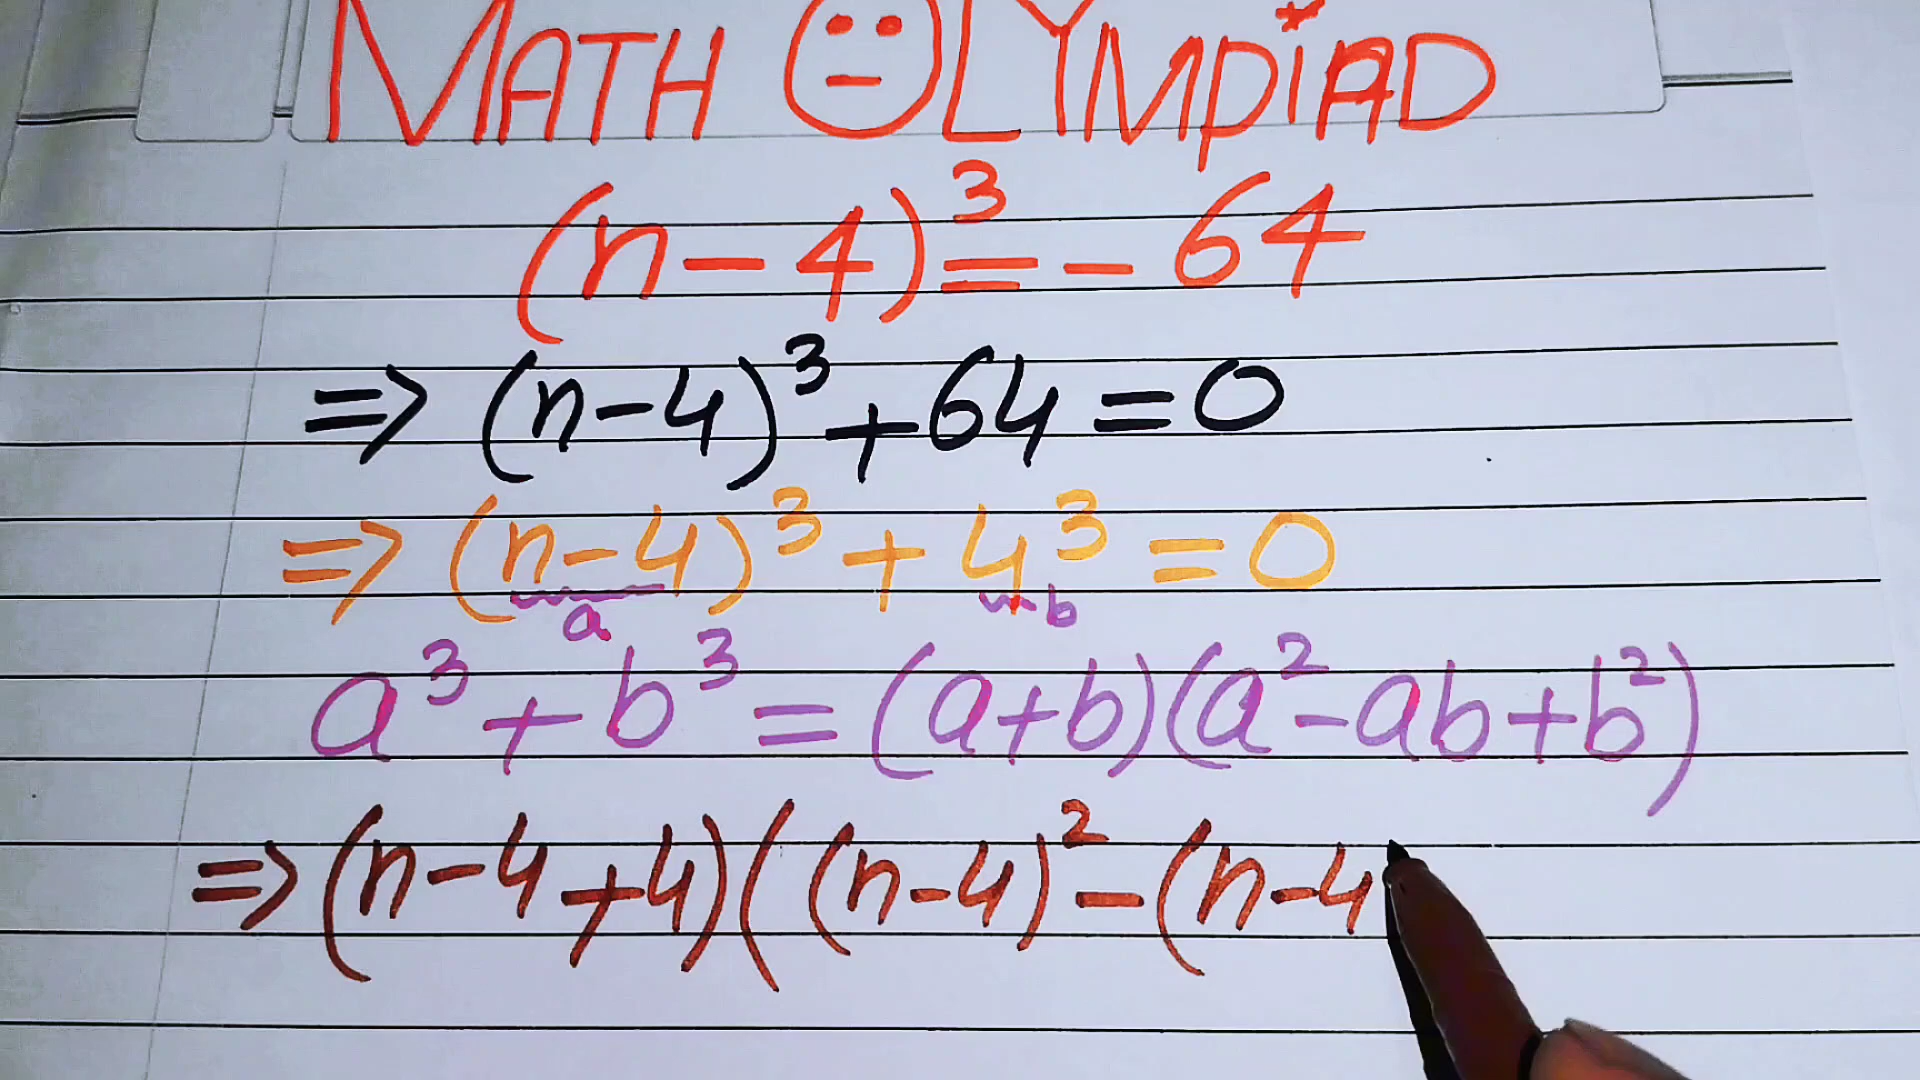 MATH OLYMPIAD
(n-4)³=-64
⇒(n-4)³+64=0
⇒(n-4)³+4³=0
a b
a³+b³=(a+b)(a²-ab+b²)
⇒(n-4+4)((n-4)²-(n-4